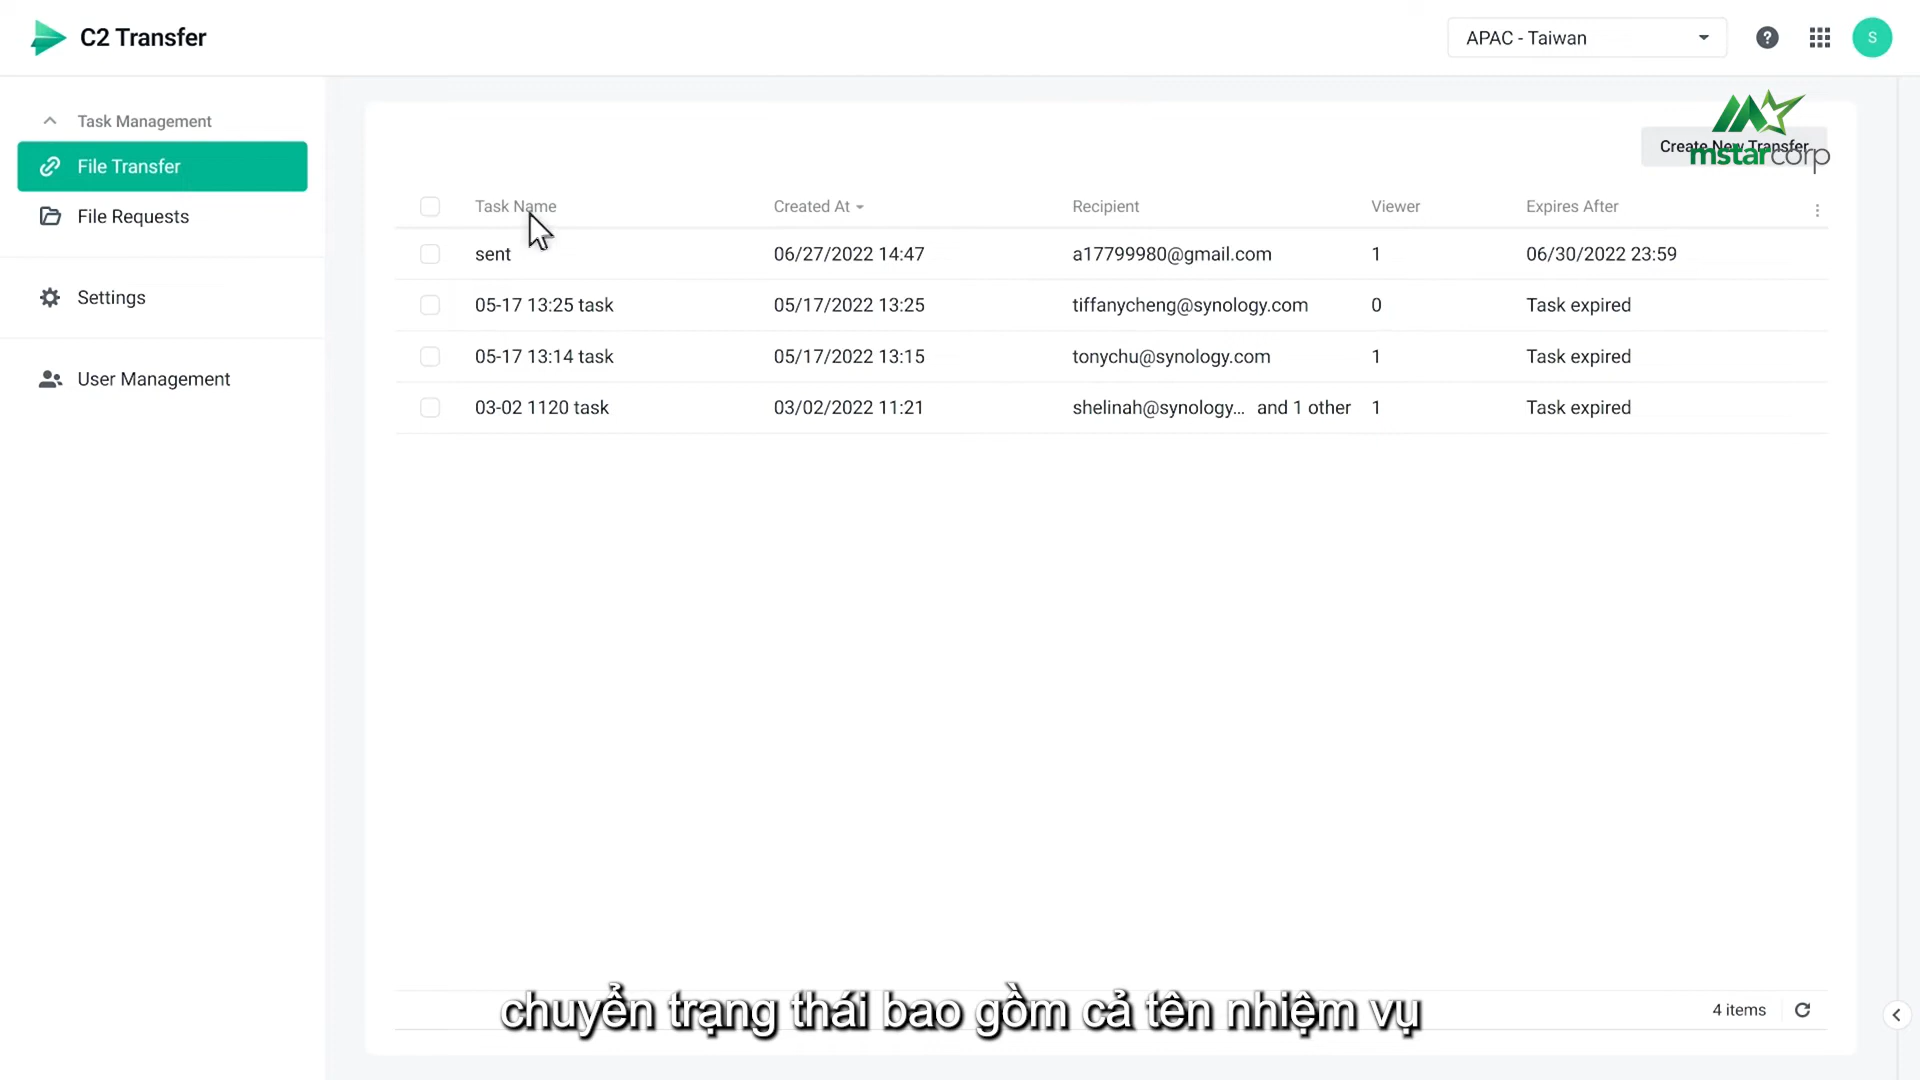 C2 Transfer
APAC - Taiwan
S
Task Management
File Transfer
File Requests
Settings
User Management
Create New Transfer
mstarcorp
Task Name Created At Recipient Viewer Expires After
sent 06/27/2022 14:47 a17799980@gmail.com 1 06/30/2022 23:59
05-17 13:25 task 05/17/2022 13:25 tiffanycheng@synology.com 0 Task expired
05-17 13:14 task 05/17/2022 13:15 tonychu@synology.com 1 Task expired
03-02 1120 task 03/02/2022 11:21 shelinah@synology... and 1 other 1 Task expired
4 items
chuyển trạng thái bao gồm cả tên nhiệm vụ